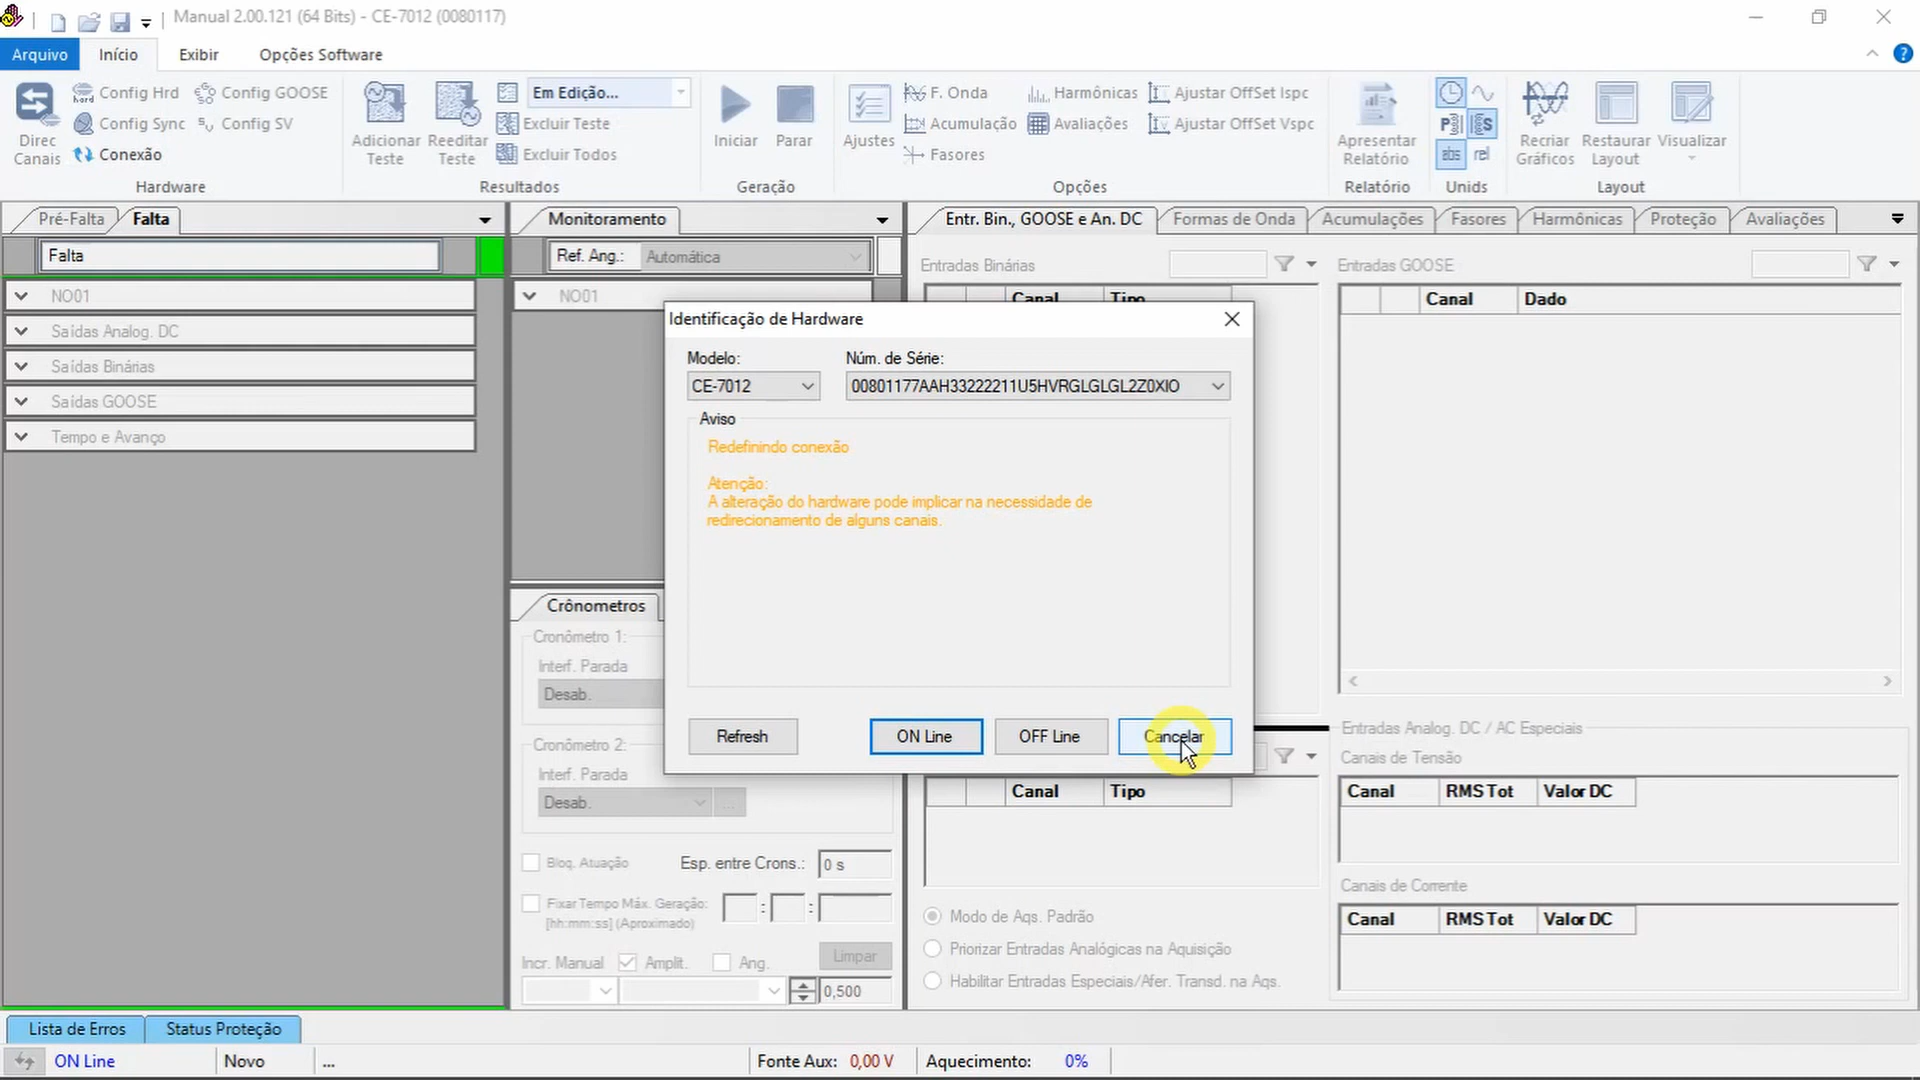 Manual 2.00.121 (64 Bits) - CE-7012 (0080117)
Arquivo Início Exibir Opções Software
Direc Canais
Config Hrd
Config Sync
Conexão
Config GOOSE
Config SV
Hardware
Adicionar Teste
Reeditar Teste
Em Edição...
Excluir Teste
Excluir Todos
Resultados
Iniciar
Parar
Geração
Ajustes
F. Onda
Acumulação
Fasores
Harmônicas
Avaliações
Ajustar OffSet Ispc
Ajustar OffSet Vspc
Opções
Apresentar Relatório
Relatório
abs rel
Unids
Recriar Gráficos
Restaurar Layout
Visualizar
Layout
Pré-Falta Falta
Falta
NO01
Saídas Analog. DC
Saídas Binárias
Saídas GOOSE
Tempo e Avanço
Monitoramento
Ref. Ang.: Automática
NO01
Entr. Bin., GOOSE e An. DC Formas de Onda Acumulações Fasores Harmônicas Proteção Avaliações
Entradas Binárias
Canal Tipo
Entradas GOOSE
Canal Dado
Identificação de Hardware
Modelo:
CE-7012
Núm. de Série:
00801177AAH33222211U5HVRGLGLGL2Z0XIO
Aviso
Redefinindo conexão
Atenção:
A alteração do hardware pode implicar na necessidade de
redirecionamento de alguns canais.
Refresh ON Line OFF Line Cancelar
Crônometros
Cronômetro 1:
Interf. Parada
Desab.
Cronômetro 2:
Interf. Parada
Desab. ...
Bloq. Atuação Esp. entre Crons.: 0 s
Fixar Tempo Máx. Geração: : :
[hh:mm:ss] (Aproximado)
Incr. Manual Amplit. Ang. Limpar
0,500
Canal Tipo
Modo de Aqs. Padrão
Priorizar Entradas Analógicas na Aquisição
Habilitar Entradas Especiais/Afer. Transd. na Aqs.
Entradas Analog. DC / AC Especiais
Canais de Tensão
Canal RMS Tot Valor DC
Canais de Corrente
Canal RMS Tot Valor DC
Lista de Erros Status Proteção
ON Line Novo ... Fonte Aux: 0,00 V Aquecimento: 0%